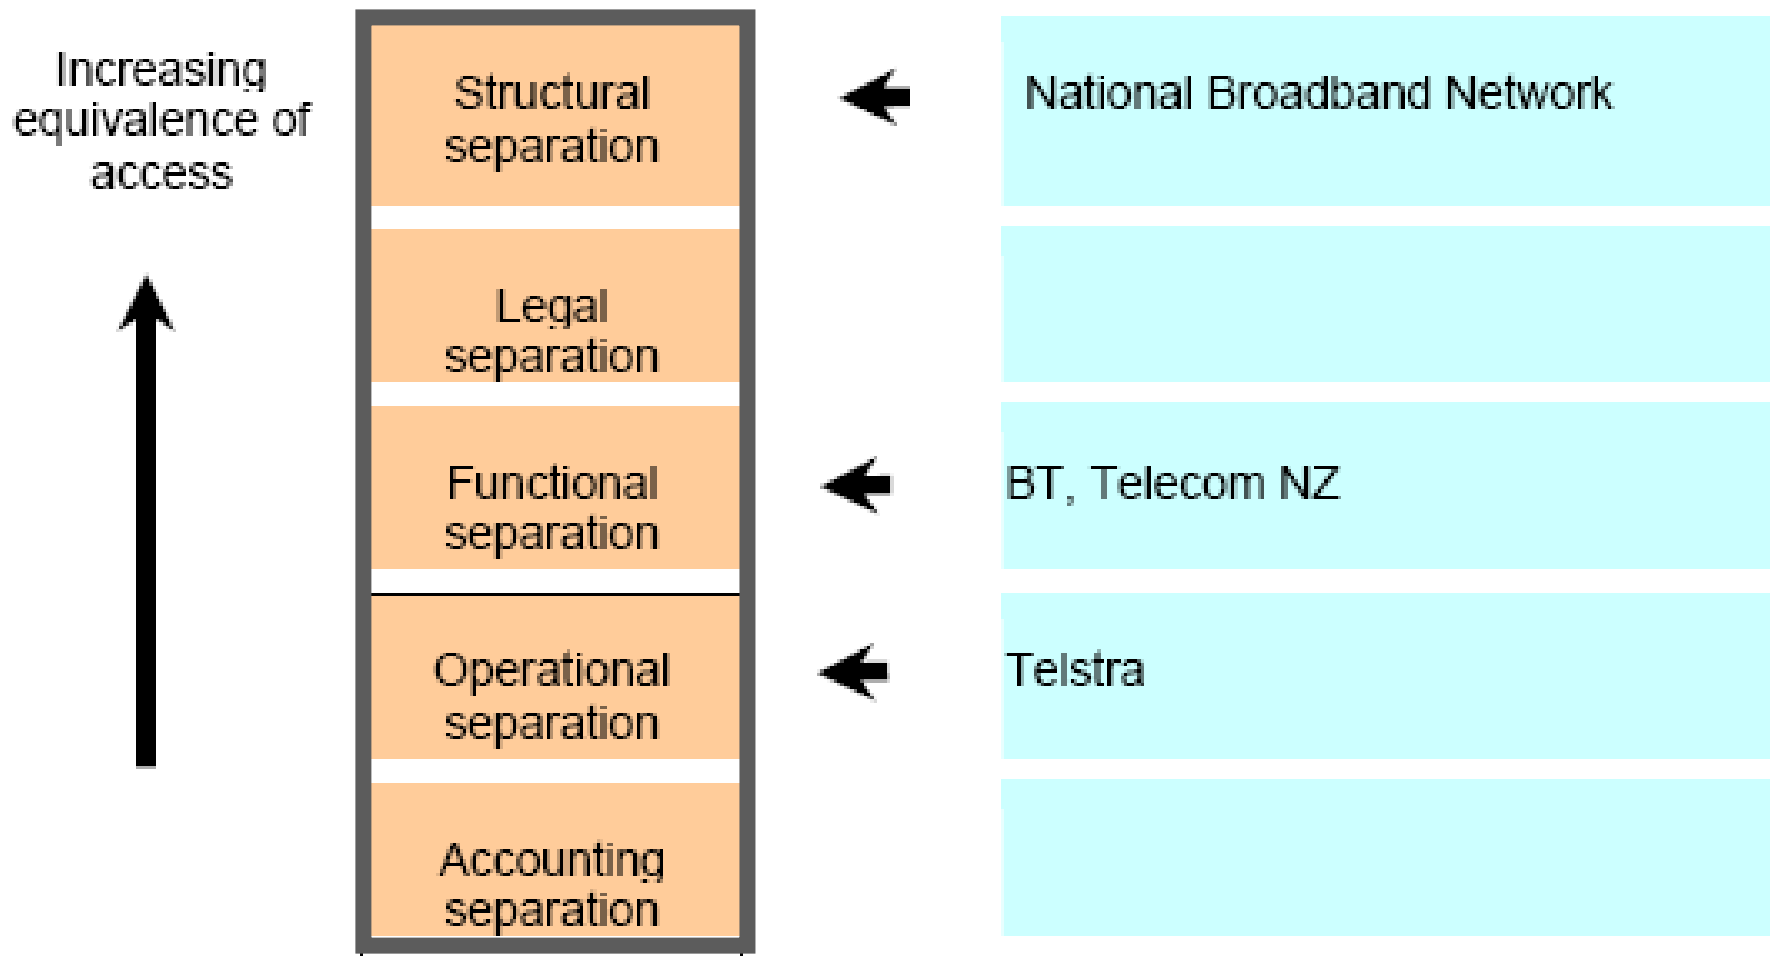 Increasing
equivalence of
access
Structural
separation
National Broadband Network
Legal
separation
Functional
separation
BT, Telecom NZ
Operational
separation
Telstra
Accounting
separation